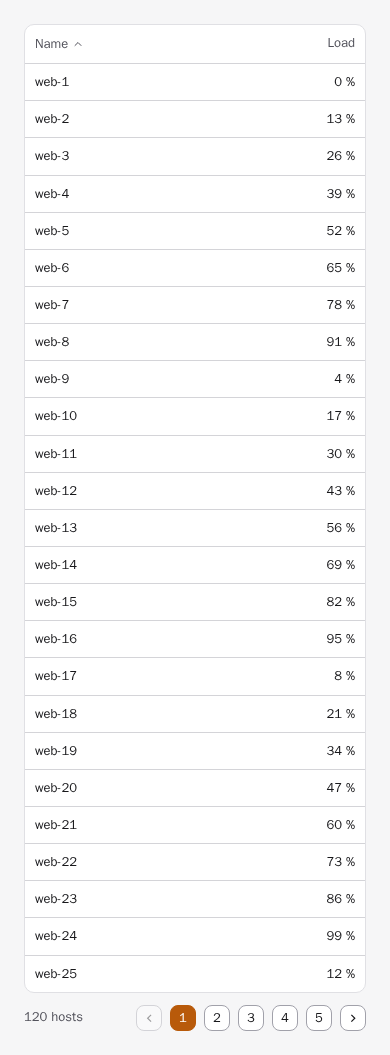 Name Load
web-1 0 %
web-2 13 %
web-3 26 %
web-4 39 %
web-5 52 %
web-6 65 %
web-7 78 %
web-8 91 %
web-9 4 %
web-10 17 %
web-11 30 %
web-12 43 %
web-13 56 %
web-14 69 %
web-15 82 %
web-16 95 %
web-17 8 %
web-18 21 %
web-19 34 %
web-20 47 %
web-21 60 %
web-22 73 %
web-23 86 %
web-24 99 %
web-25 12 %
120 hosts 1 2 3 4 5